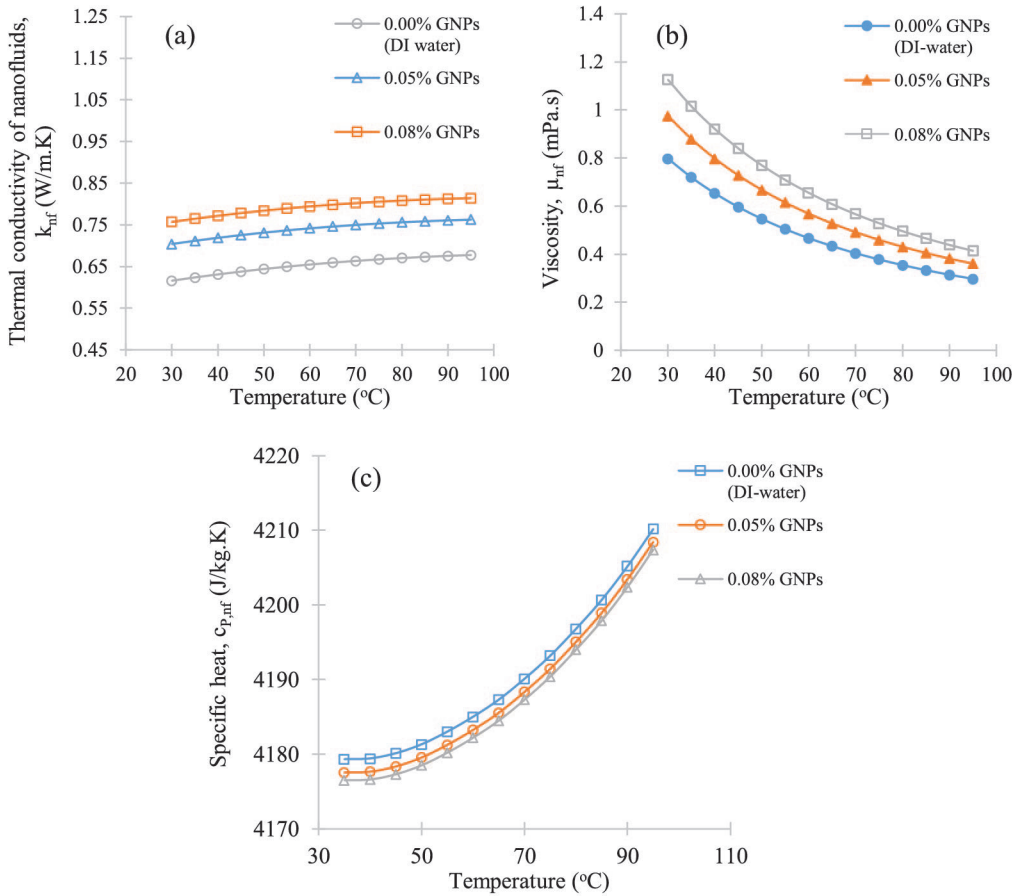 Thermal conductivity of nanofluids,
k_nf (W/m.K)
1.25
1.15
1.05
0.95
0.85
0.75
0.65
0.55
0.45
20 30 40 50 60 70 80 90 100
Temperature (°C)
(a)
0.00% GNPs
(DI water)
0.05% GNPs
0.08% GNPs
Viscosity, μ_nf (mPa.s)
1.4
1.2
1
0.8
0.6
0.4
0.2
0
20 30 40 50 60 70 80 90 100
Temperature (°C)
(b)
0.00% GNPs
(DI-water)
0.05% GNPs
0.08% GNPs
Specific heat, c_P,nf (J/kg.K)
4220
4210
4200
4190
4180
4170
30 50 70 90 110
Temperature (°C)
(c)
0.00% GNPs
(DI-water)
0.05% GNPs
0.08% GNPs